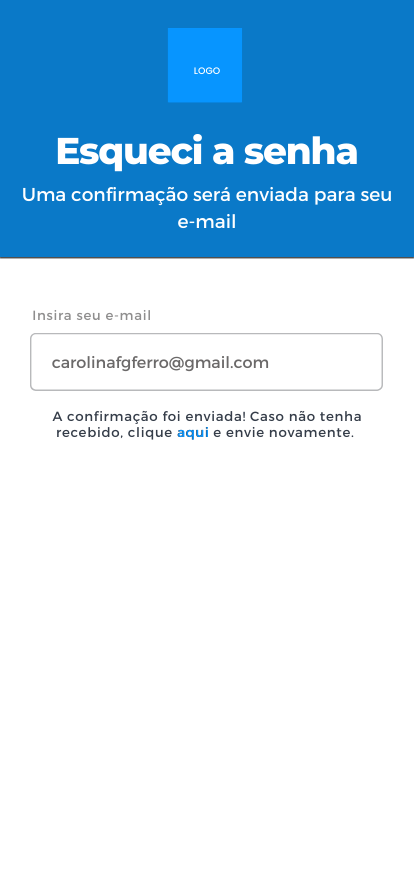 LOGO
Esqueci a senha
Uma confirmação será enviada para seu
e-mail
Insira seu e-mail
carolinafgferro@gmail.com
A confirmação foi enviada! Caso não tenha
recebido, clique aqui e envie novamente.